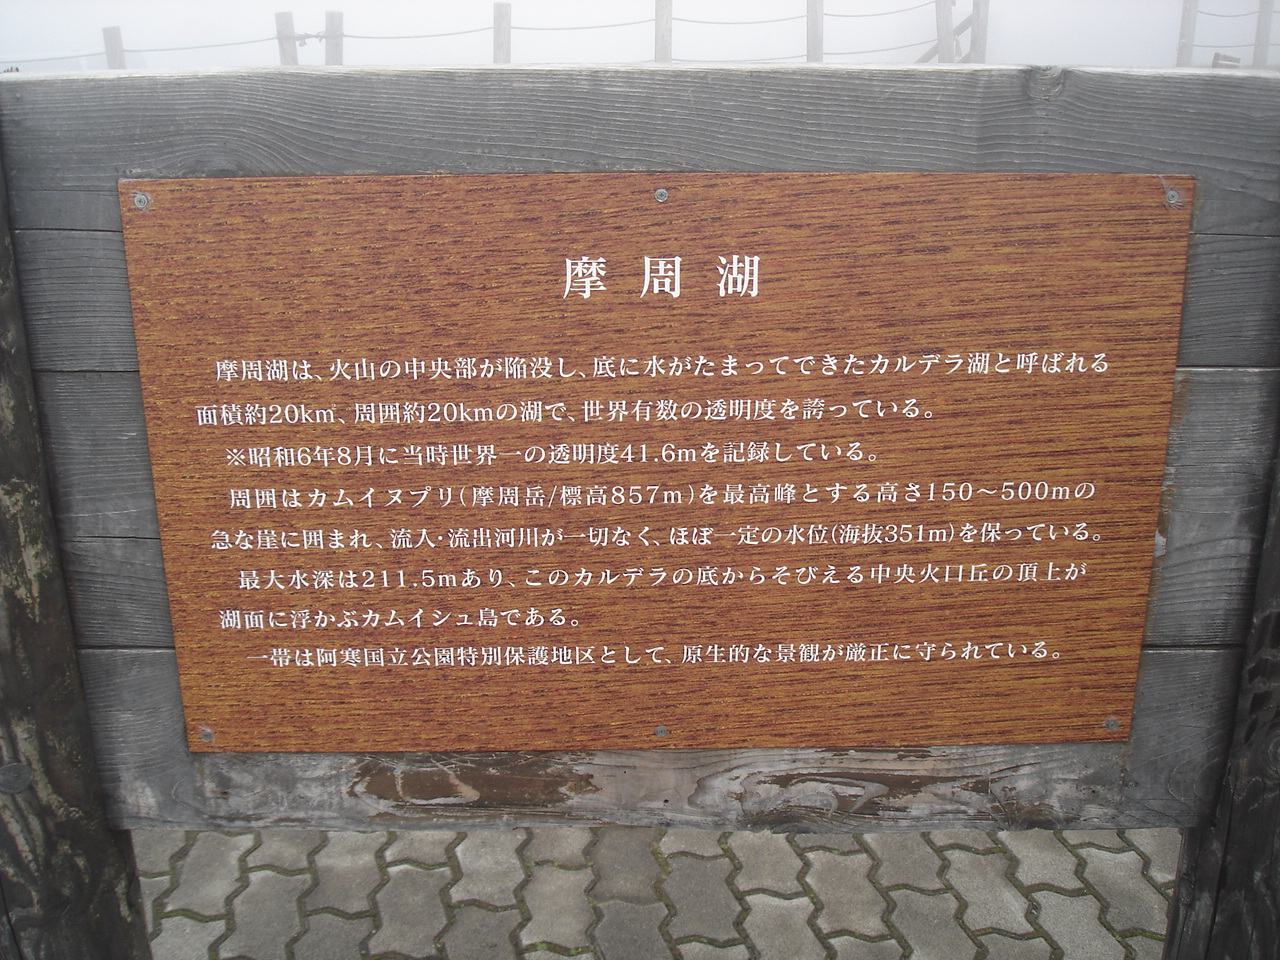 摩周湖
摩周湖は、火山の中央部が陥没し、底に水がたまってできたカルデラ湖と呼ばれる
面積約20k㎡、周囲約20kmの湖で、世界有数の透明度を誇っている。
※昭和6年8月に当時世界一の透明度41.6mを記録している。
周囲はカムイヌプリ(摩周岳/標高857m)を最高峰とする高さ150〜500mの
急な崖に囲まれ、流入・流出河川が一切なく、ほぼ一定の水位(海抜351m)を保っている。
最大水深は211.5mあり、このカルデラの底からそびえる中央火口丘の頂上が
湖面に浮かぶカムイシュ島である。
一帯は阿寒国立公園特別保護地区として、原生的な景観が厳正に守られている。